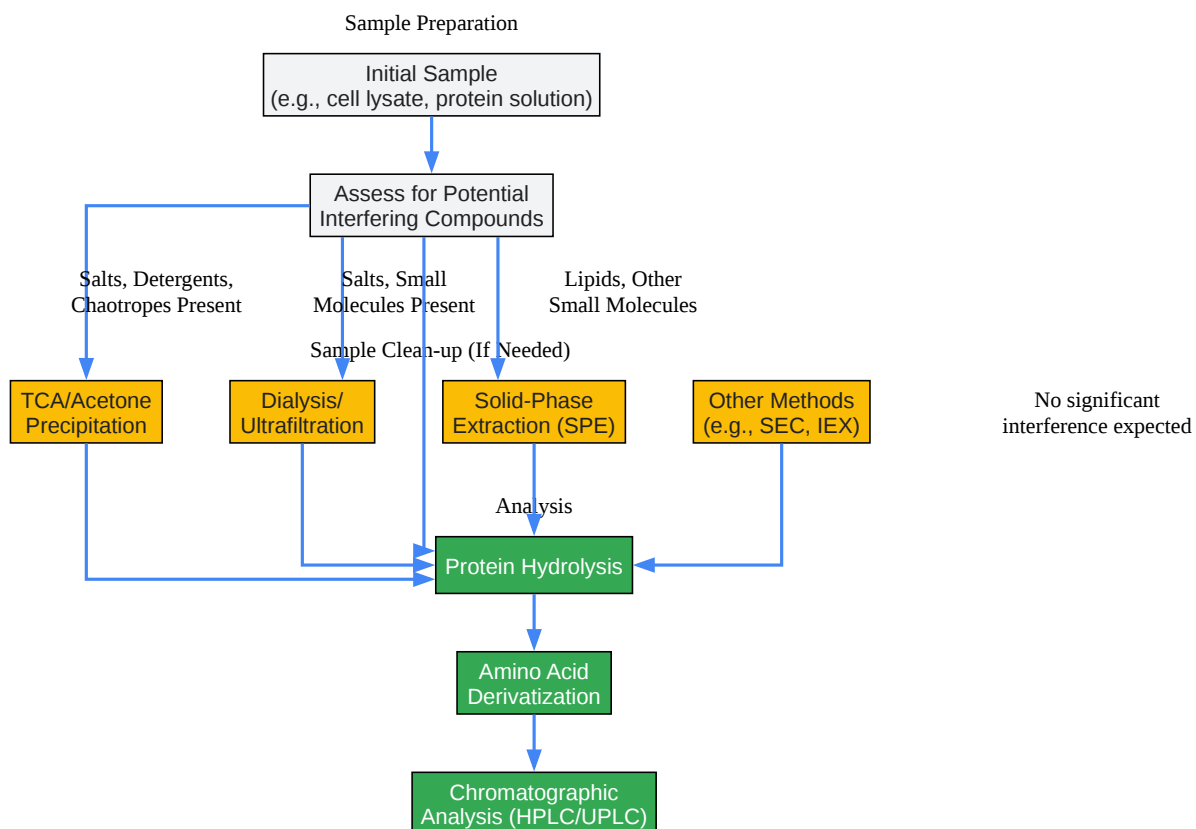 Sample Preparation
Initial Sample
(e.g., cell lysate, protein solution)
Assess for Potential
Interfering Compounds
Salts, Detergents,
Chaotropes Present
Salts, Small
Molecules Present
Lipids, Other
Small Molecules
Sample Clean-up (If Needed)
TCA/Acetone
Precipitation
Dialysis/
Ultrafiltration
Solid-Phase
Extraction (SPE)
Other Methods
(e.g., SEC, IEX)
No significant
interference expected
Analysis
Protein Hydrolysis
Amino Acid
Derivatization
Chromatographic
Analysis (HPLC/UPLC)